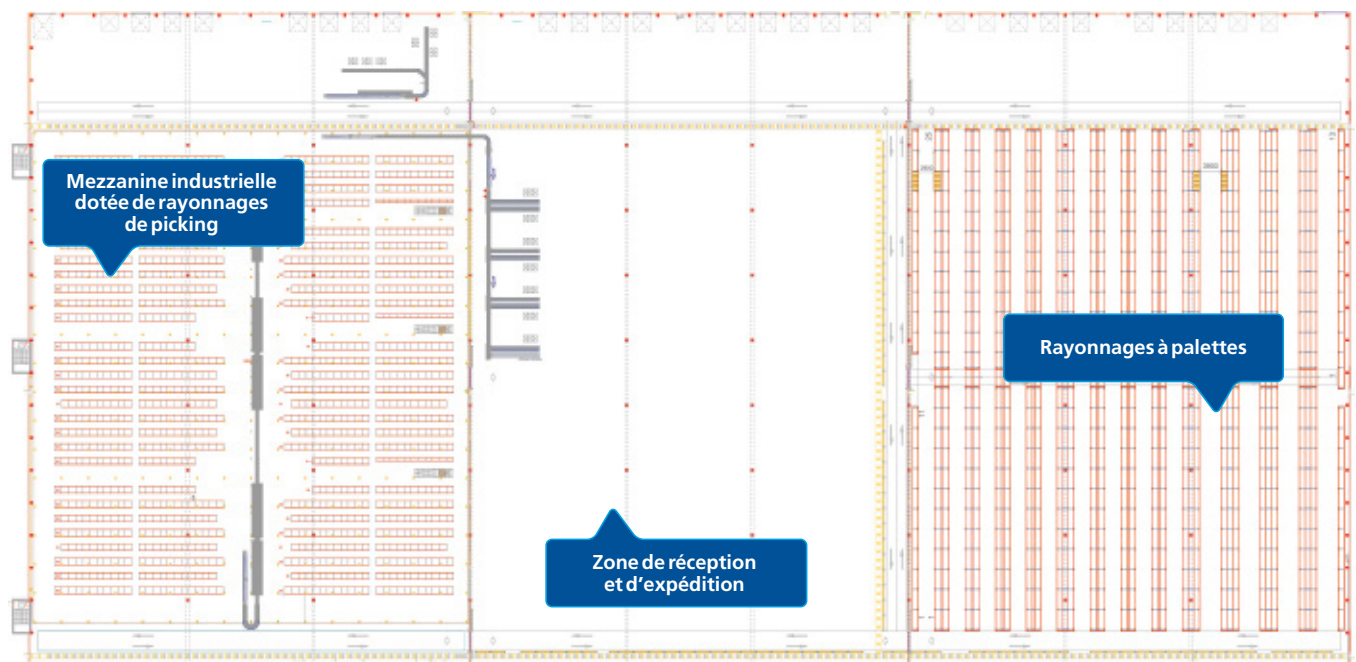 Mezzanine industrielle
dotée de rayonnages
de picking
Rayonnages à palettes
Zone de réception
et d'expédition